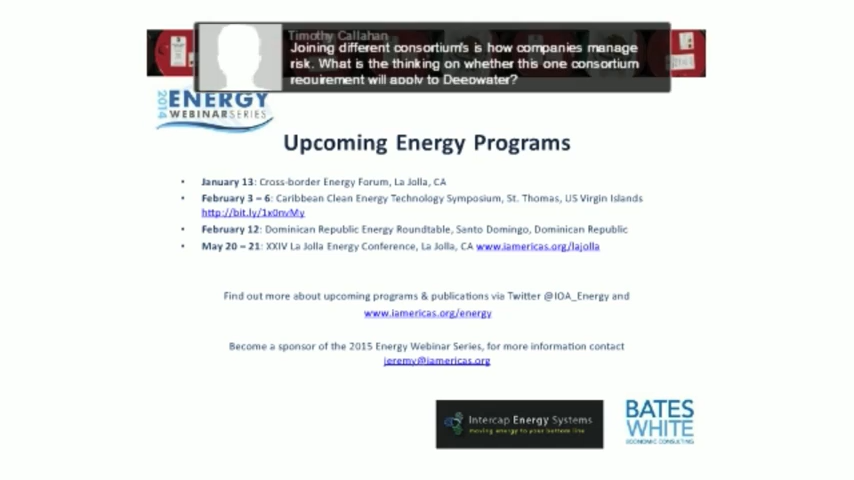 Timothy Callahan
Joining different consortium's is how companies manage
risk. What is the thinking on whether this one consortium
requirement will apply to Deepwater?
2014
ENERGY
WEBINAR SERIES
Upcoming Energy Programs
• January 13: Cross-border Energy Forum, La Jolla, CA
• February 3 – 6: Caribbean Clean Energy Technology Symposium, St. Thomas, US Virgin Islands
http://bit.ly/1x0nvMy
• February 12: Dominican Republic Energy Roundtable, Santo Domingo, Dominican Republic
• May 20 – 21: XXIV La Jolla Energy Conference, La Jolla, CA www.iamericas.org/lajolla
Find out more about upcoming programs & publications via Twitter @IOA_Energy and
www.iamericas.org/energy
Become a sponsor of the 2015 Energy Webinar Series, for more information contact
jeremy@iamericas.org
Intercap Energy Systems
moving energy to your bottom line
BATES
WHITE
ECONOMIC CONSULTING